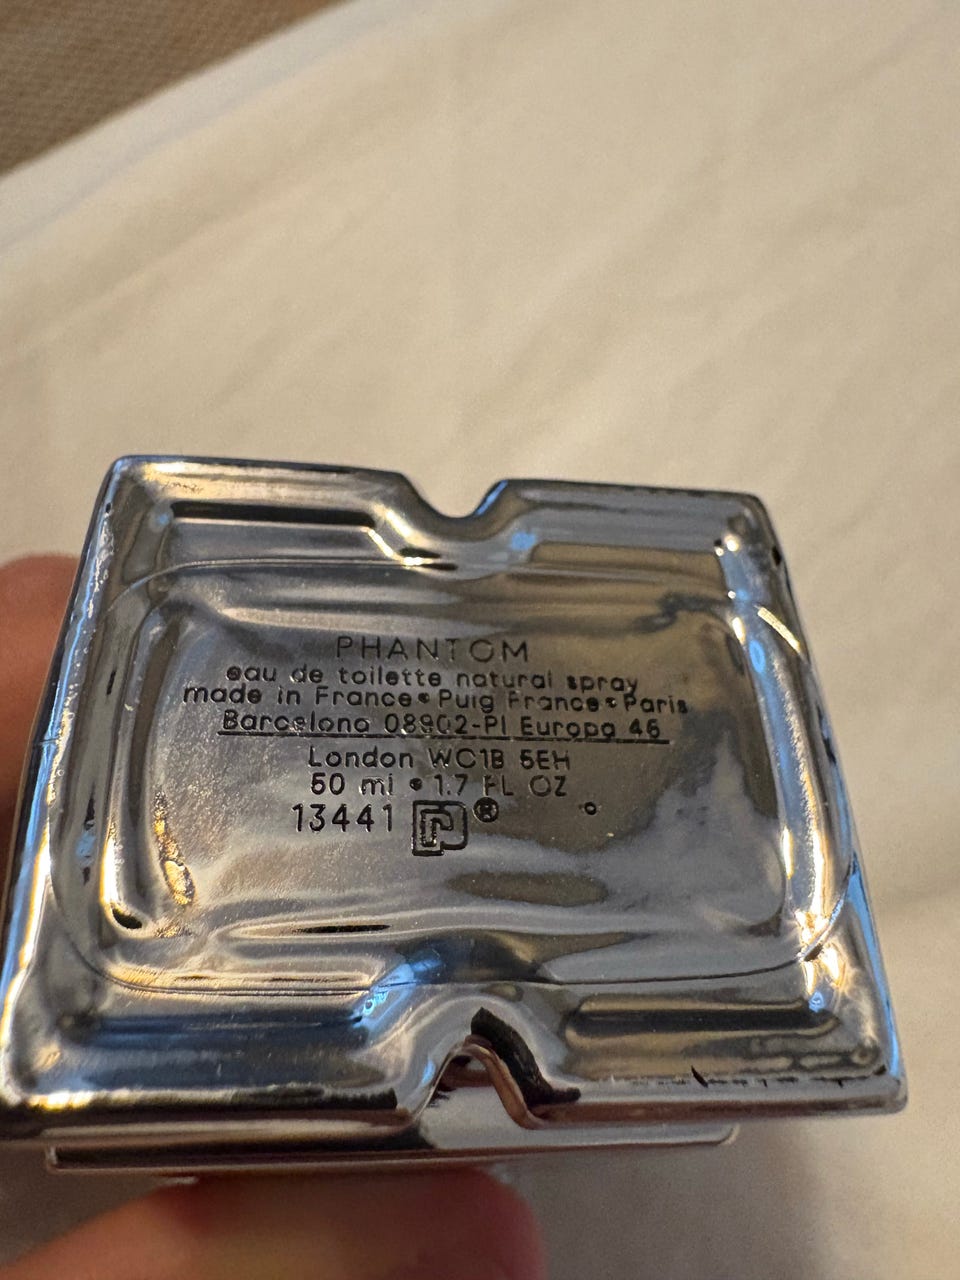 PHANTOM
eau de toilette natural spray
made in France•Puig France•Paris
Barcelona 08902-Pl Europa 46
London WC1B 5EH
50 ml • 1.7 FL OZ
13441 ®